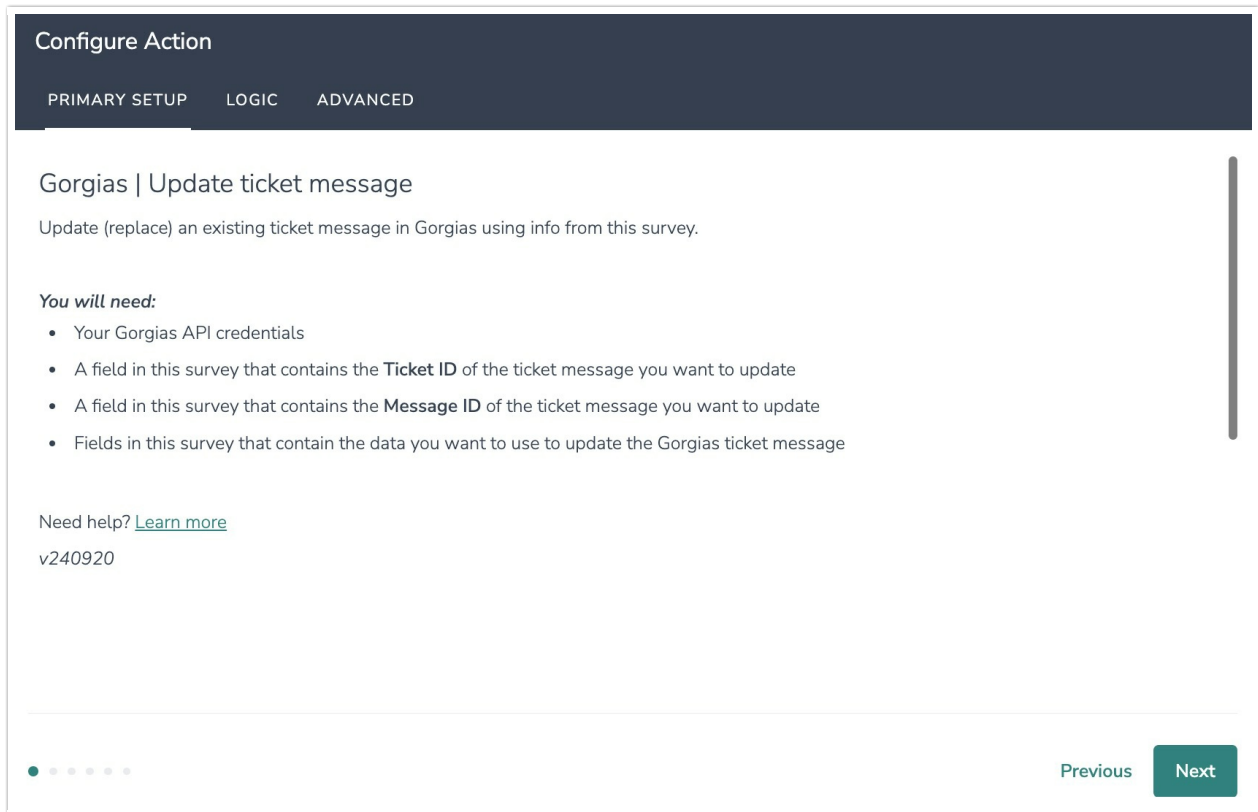 Configure Action
PRIMARY SETUP LOGIC ADVANCED
Gorgias | Update ticket message
Update (replace) an existing ticket message in Gorgias using info from this survey.
You will need:
• Your Gorgias API credentials
• A field in this survey that contains the Ticket ID of the ticket message you want to update
• A field in this survey that contains the Message ID of the ticket message you want to update
• Fields in this survey that contain the data you want to use to update the Gorgias ticket message
Need help? Learn more
v240920
Previous Next